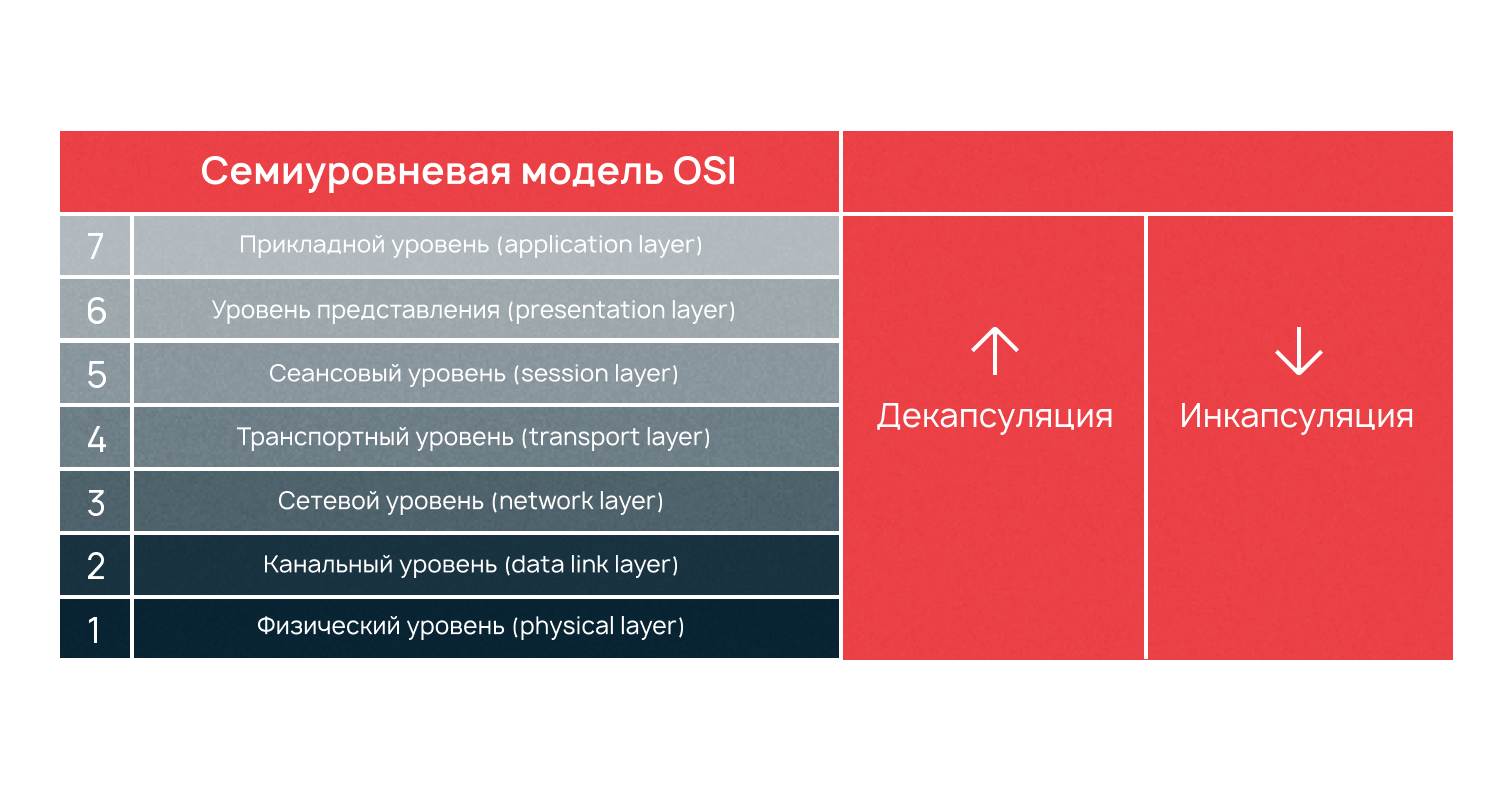 Семиуровневая модель OSI
7
Прикладной уровень (application layer)
6
Уровень представления (presentation layer)
5
Сеансовый уровень (session layer)
4
Транспортный уровень (transport layer)
3
Сетевой уровень (network layer)
2
Канальный уровень (data link layer)
1
Физический уровень (physical layer)
Декапсуляция
Инкапсуляция